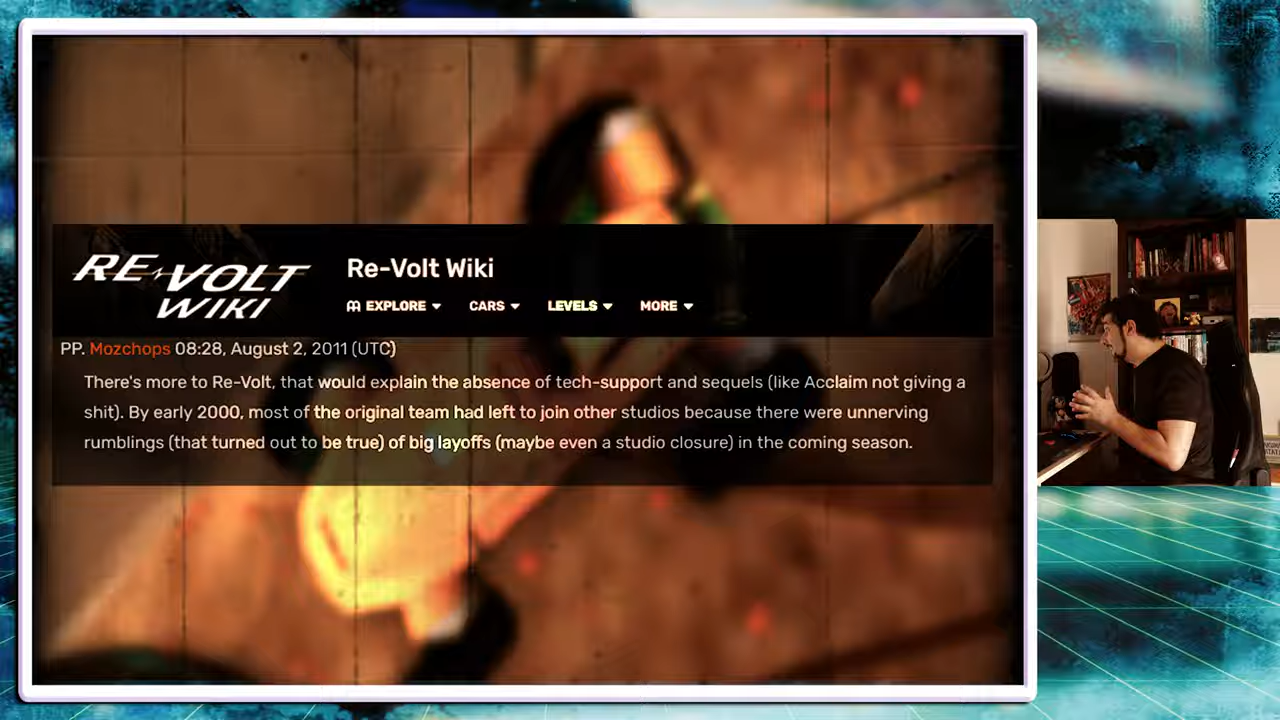 RE-VOLT
WIKI
Re-Volt Wiki
EXPLORE CARS LEVELS MORE
PP. Mozchops 08:28, August 2, 2011 (UTC)
There's more to Re-Volt, that would explain the absence of tech-support and sequels (like Acclaim not giving a
shit). By early 2000, most of the original team had left to join other studios because there were unnerving
rumblings (that turned out to be true) of big layoffs (maybe even a studio closure) in the coming season.